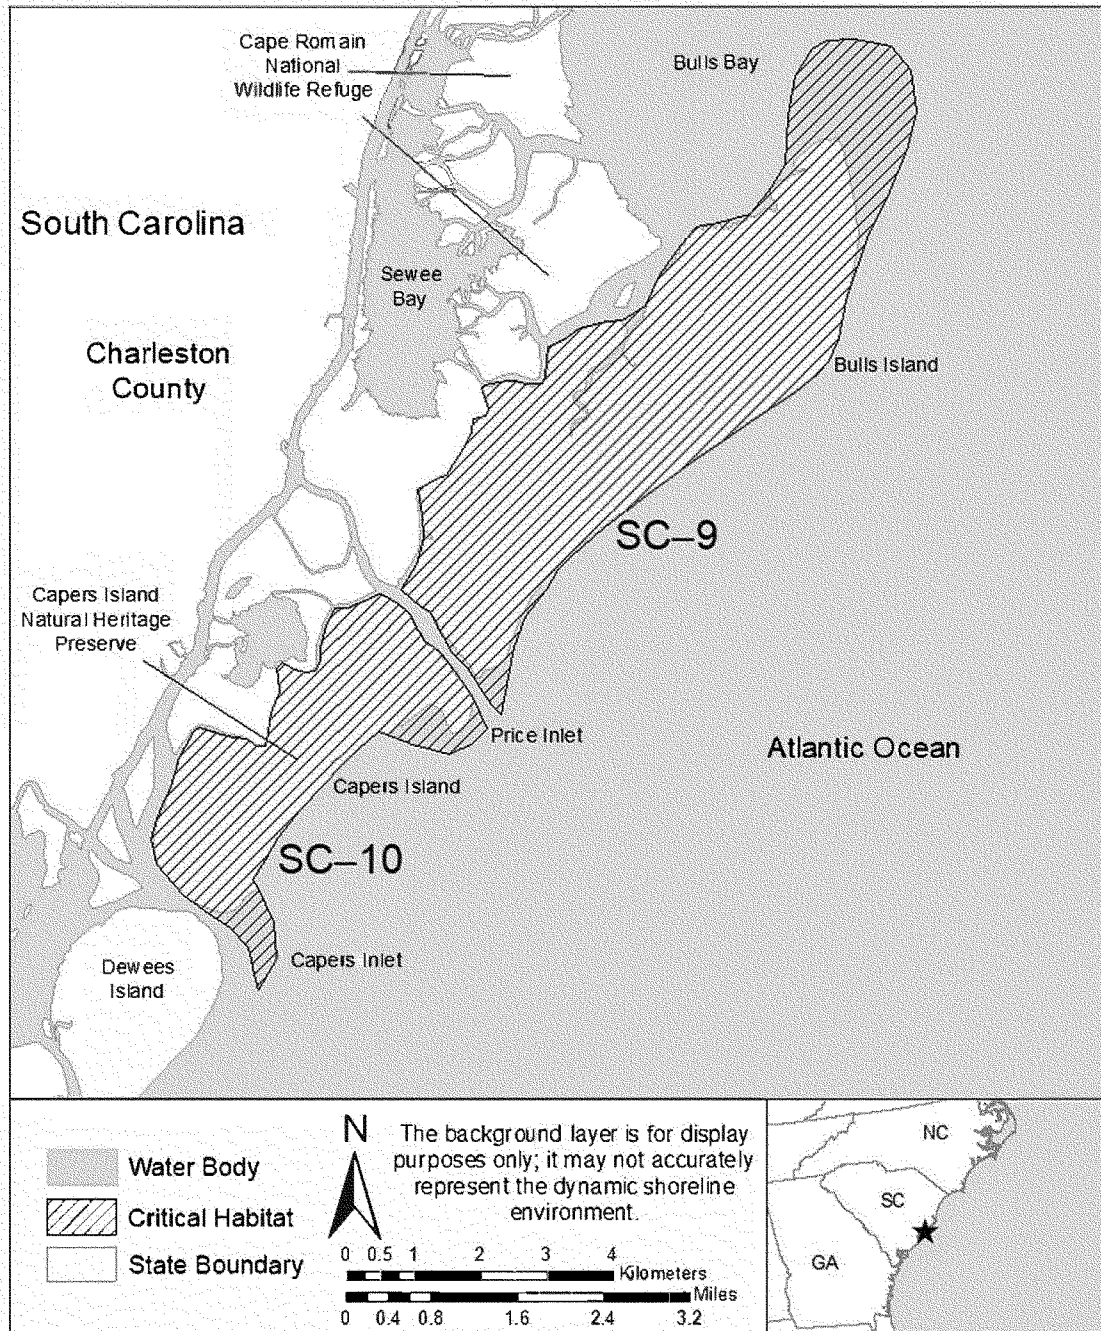 Cape Romain
National
Wildlife Refuge
Bulls Bay
South Carolina
Sewee
Bay
Charleston
County
Bulls Island
SC–9
Capers Island
Natural Heritage
Preserve
Price Inlet
Atlantic Ocean
Capers Island
SC–10
Capers Inlet
Dewees
Island
Water Body
Critical Habitat
State Boundary
N
The background layer is for display
purposes only; it may not accurately
represent the dynamic shoreline
environment.
0 0.5 1 2 3 4
Kilometers
Miles
0 0.4 0.8 1.6 2.4 3.2
NC
SC
GA